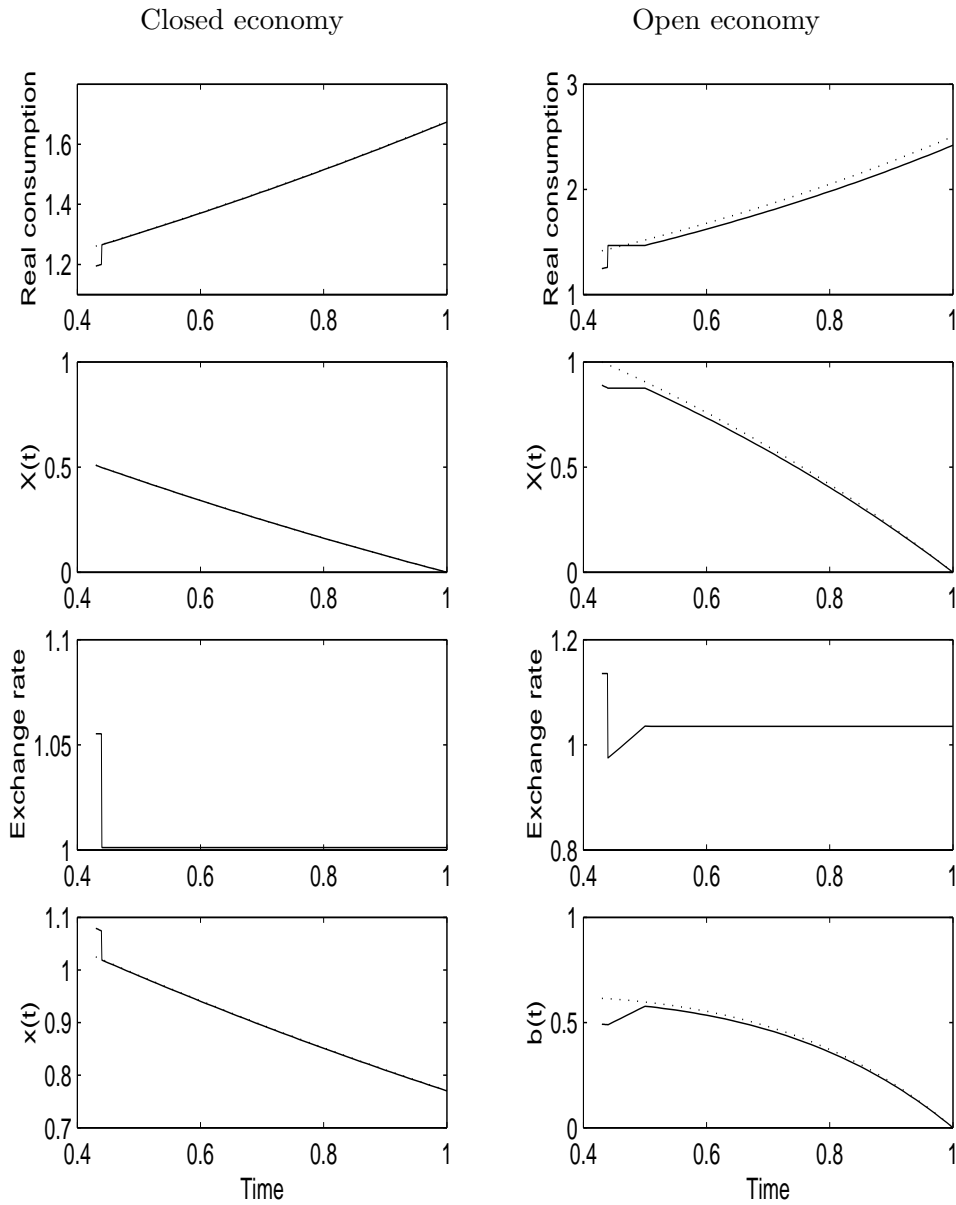 Closed economy
Open economy
Real consumption
1.6
1.4
1.2
0.4 0.6 0.8 1
Real consumption
3
2
1
0.4 0.6 0.8 1
X(t)
1
0.5
0
0.4 0.6 0.8 1
X(t)
1
0.5
0
0.4 0.6 0.8 1
Exchange rate
1.1
1.05
1
0.4 0.6 0.8 1
Exchange rate
1.2
1
0.8
0.4 0.6 0.8 1
x(t)
1.1
1
0.9
0.8
0.7
0.4 0.6 0.8 1
Time
b(t)
1
0.5
0
0.4 0.6 0.8 1
Time